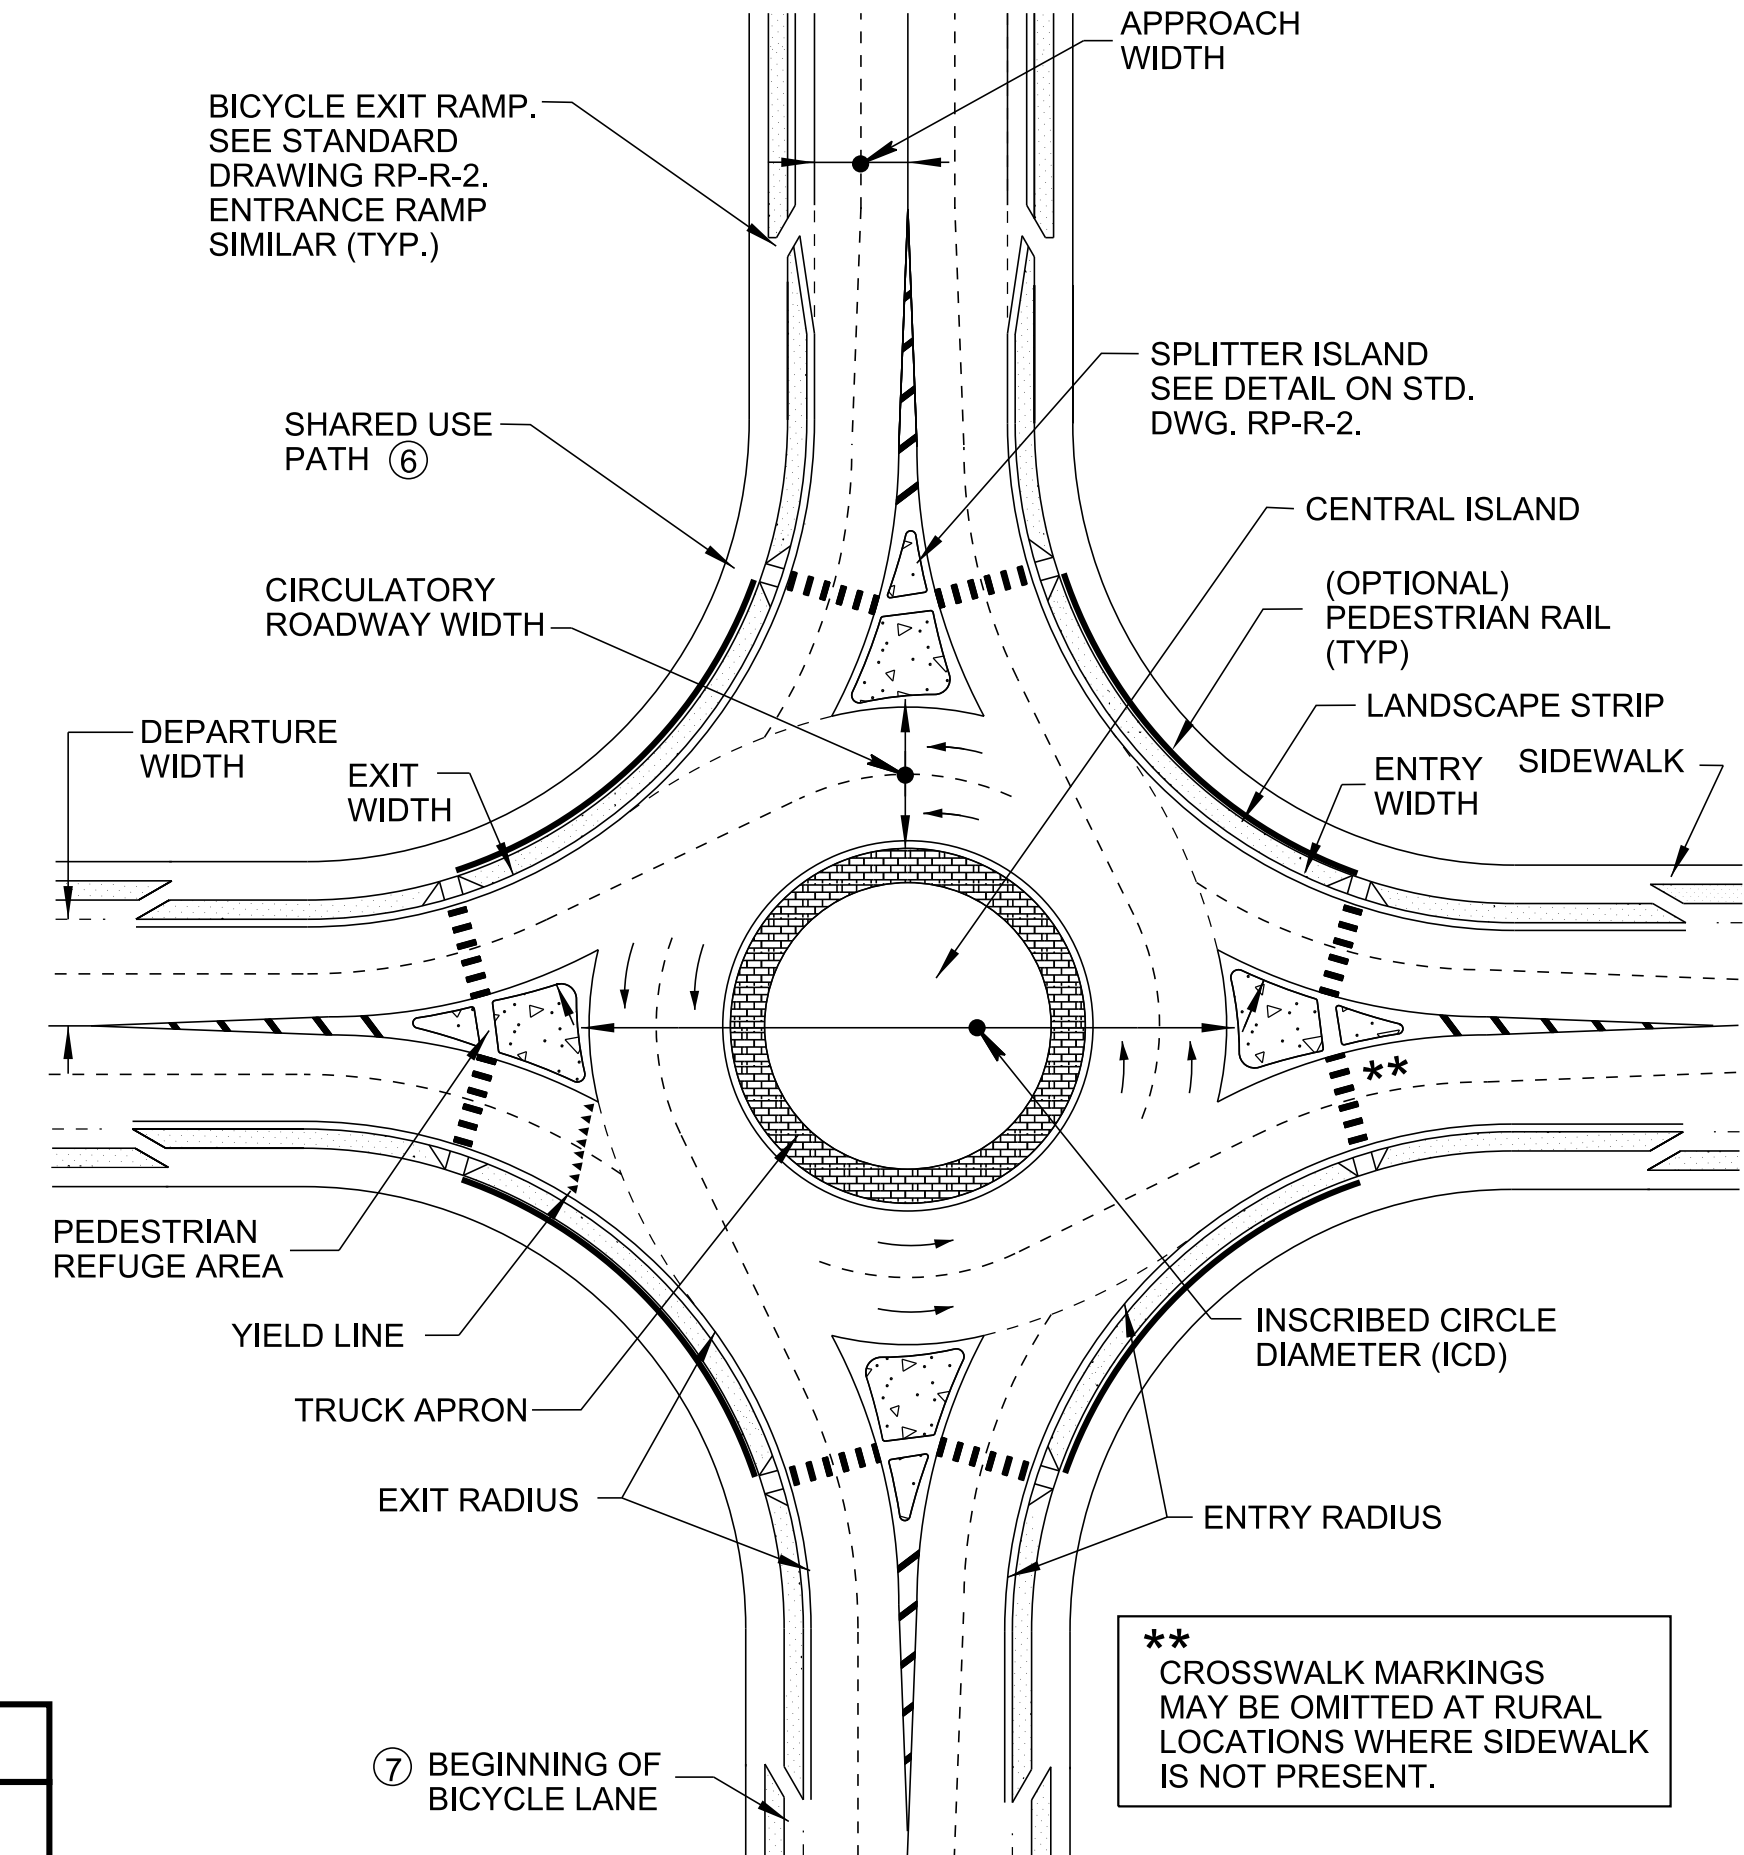 APPROACH
WIDTH
BICYCLE EXIT RAMP.
SEE STANDARD
DRAWING RP-R-2.
ENTRANCE RAMP
SIMILAR (TYP.)
SPLITTER ISLAND
SEE DETAIL ON STD.
DWG. RP-R-2.
SHARED USE
PATH 6
CENTRAL ISLAND
CIRCULATORY
ROADWAY WIDTH
(OPTIONAL)
PEDESTRIAN RAIL
(TYP)
LANDSCAPE STRIP
DEPARTURE
WIDTH
EXIT
WIDTH
ENTRY
WIDTH
SIDEWALK
**
PEDESTRIAN
REFUGE AREA
YIELD LINE
INSCRIBED CIRCLE
DIAMETER (ICD)
TRUCK APRON
EXIT RADIUS
ENTRY RADIUS
**
CROSSWALK MARKINGS
MAY BE OMITTED AT RURAL
LOCATIONS WHERE SIDEWALK
IS NOT PRESENT.
7 BEGINNING OF
BICYCLE LANE